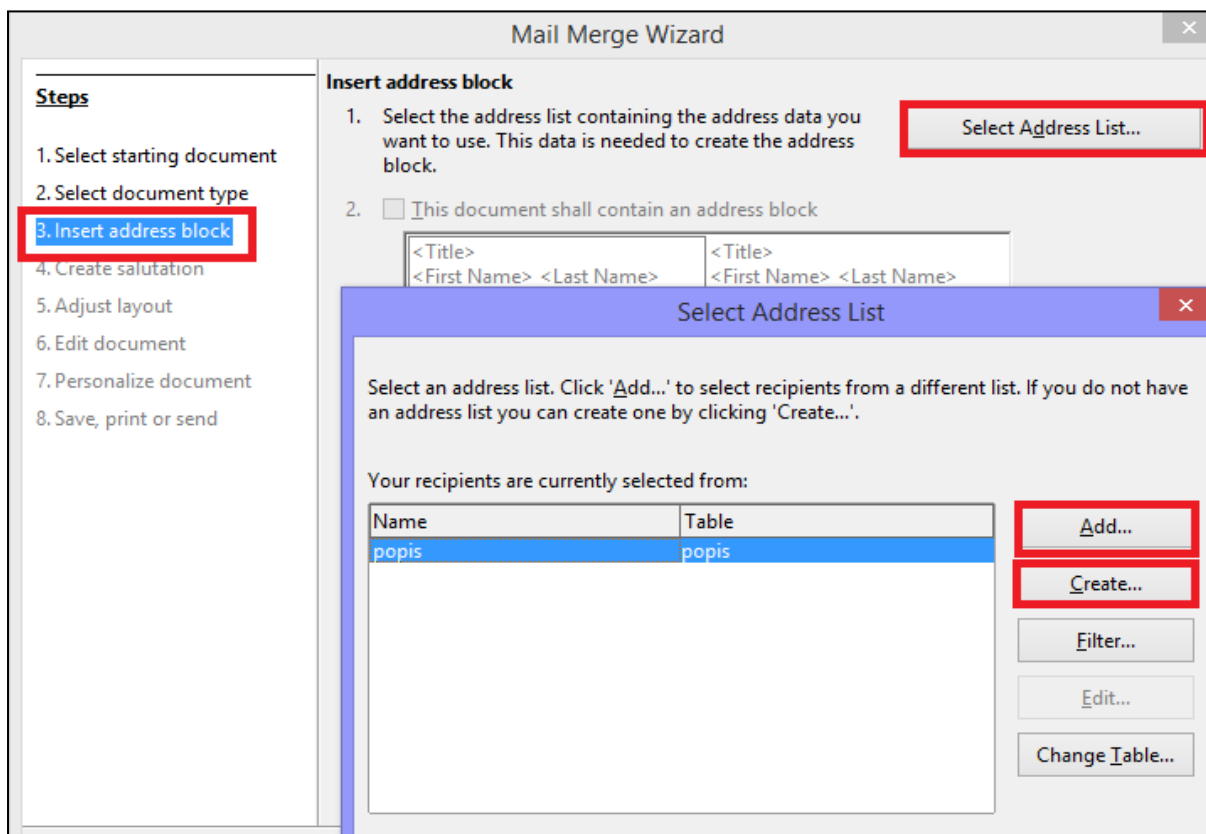 Mail Merge Wizard
Steps
1. Select starting document
2. Select document type
3. Insert address block
4. Create salutation
5. Adjust layout
6. Edit document
7. Personalize document
8. Save, print or send
Insert address block
1. Select the address list containing the address data you
want to use. This data is needed to create the address
block.
Select Address List...
2. This document shall contain an address block
<Title>
<First Name> <Last Name>
<Title>
<First Name> <Last Name>
Select Address List
Select an address list. Click 'Add...' to select recipients from a different list. If you do not have
an address list you can create one by clicking 'Create...'.
Your recipients are currently selected from:
Name Table
popis popis
Add...
Create...
Filter...
Edit...
Change Table...